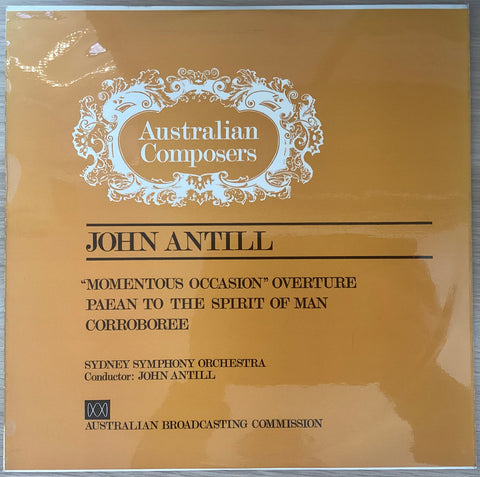 Australian
Composers
JOHN ANTILL
“MOMENTOUS OCCASION” OVERTURE
PAEAN TO THE SPIRIT OF MAN
CORROBOREE
SYDNEY SYMPHONY ORCHESTRA
Conductor: JOHN ANTILL
AUSTRALIAN BROADCASTING COMMISSION